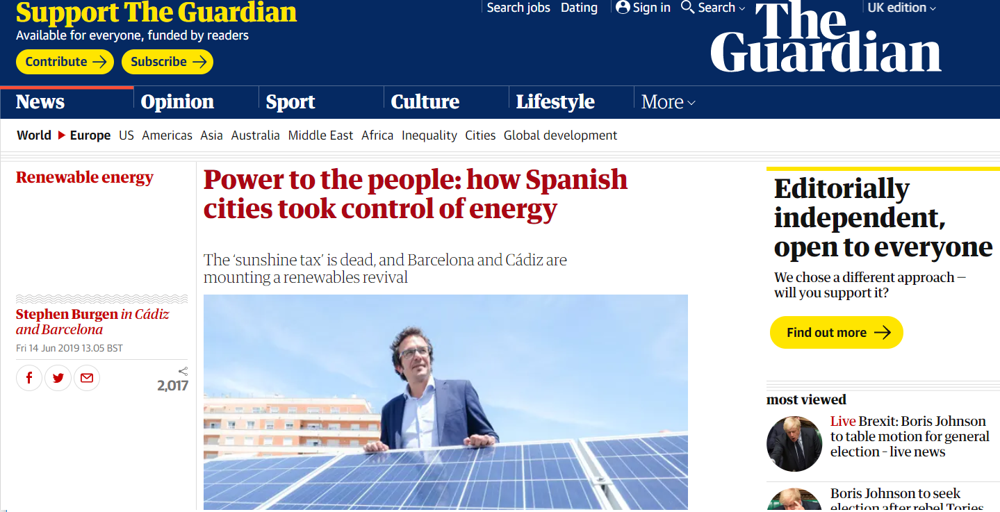 Support The Guardian
Available for everyone, funded by readers
Contribute
Subscribe
Search jobs
Dating
Sign in
Search
UK edition
The
Guardian
News
Opinion
Sport
Culture
Lifestyle
More
World
Europe
US
Americas
Asia
Australia
Middle East
Africa
Inequality
Cities
Global development
Renewable energy
Power to the people: how Spanish
cities took control of energy
The ‘sunshine tax’ is dead, and Barcelona and Cádiz are
mounting a renewables revival
Stephen Burgen in Cádiz
and Barcelona
Fri 14 Jun 2019 13.05 BST
2,017
Editorially
independent,
open to everyone
We chose a different approach —
will you support it?
Find out more
most viewed
Live Brexit: Boris Johnson
to table motion for general
election – live news
Boris Johnson to seek
election after rebel Tories